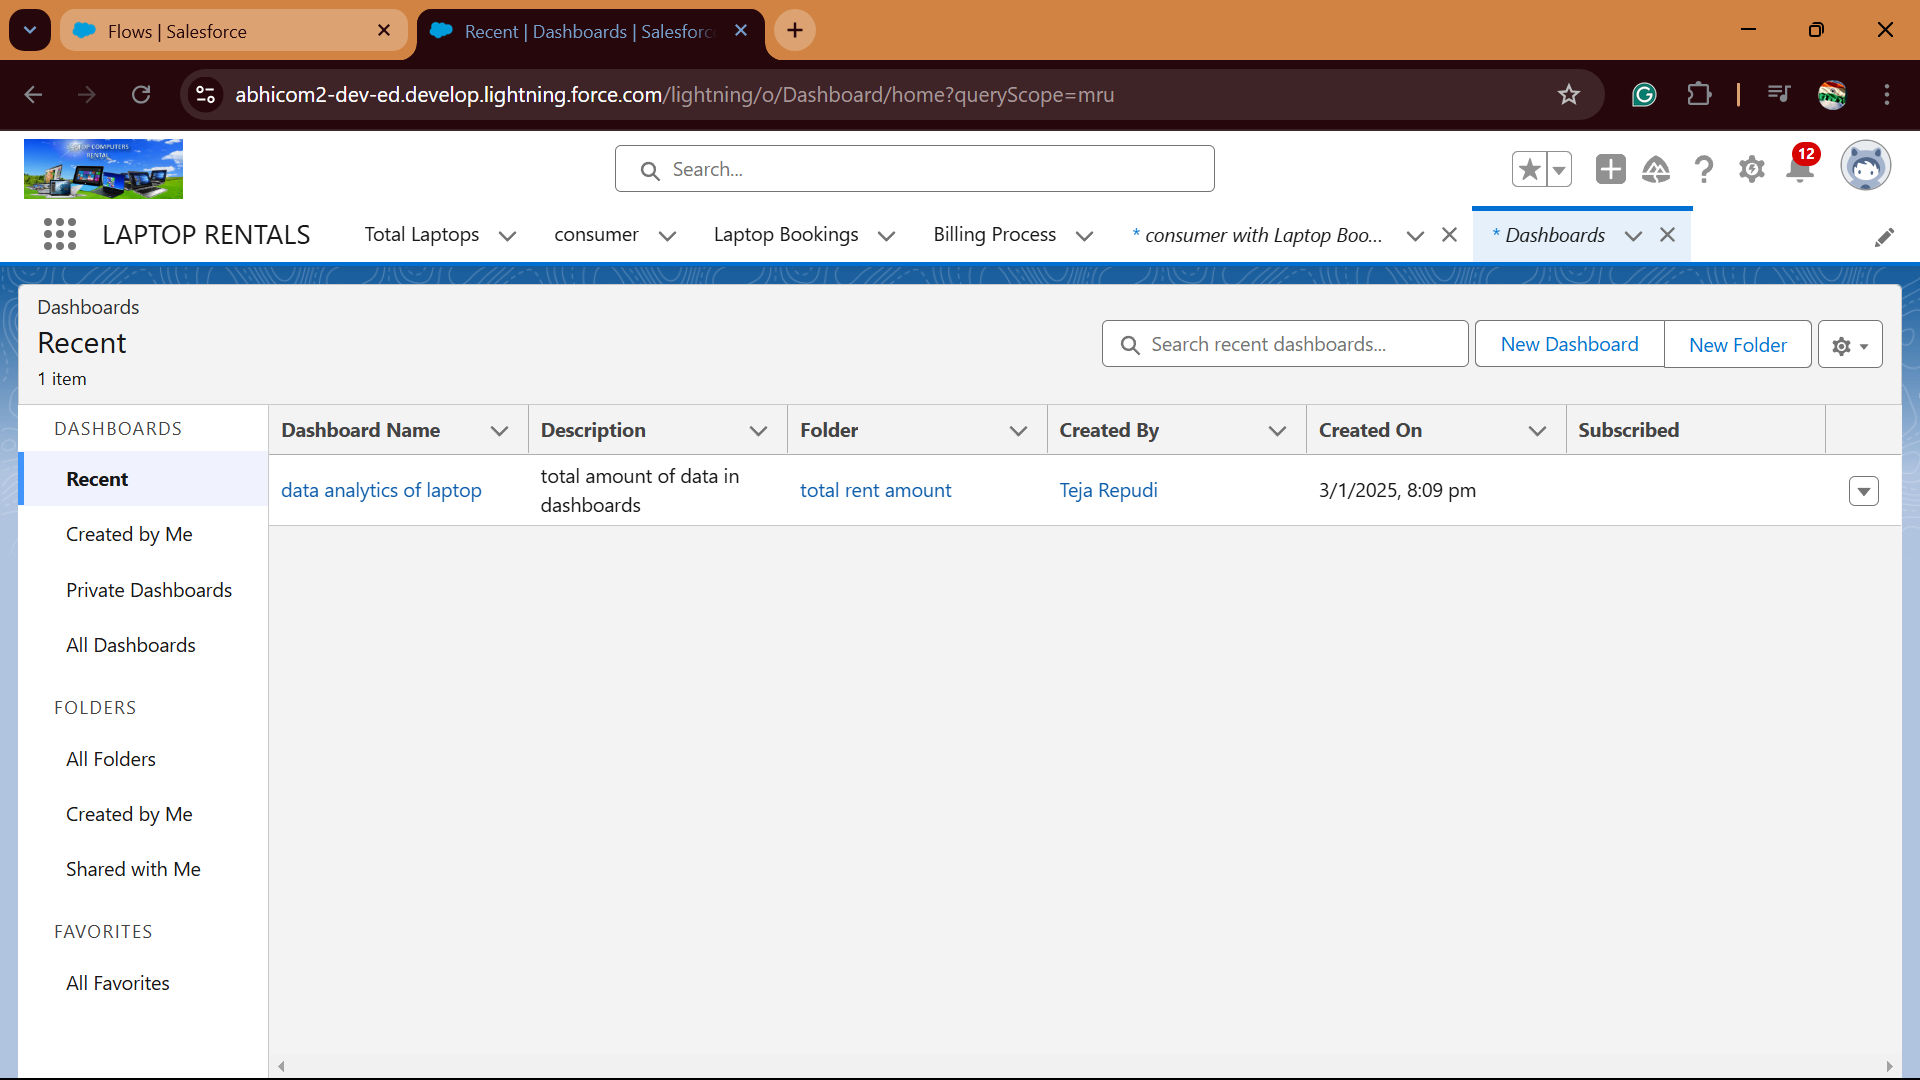 Flows | Salesforce
Recent | Dashboards | Salesforc
abhicom2-dev-ed.develop.lightning.force.com/lightning/o/Dashboard/home?queryScope=mru
COMPUTERS
RENTAL
Search...
12
LAPTOP RENTALS
Total Laptops
consumer
Laptop Bookings
Billing Process
* consumer with Laptop Boo...
* Dashboards
Dashboards
Recent
1 item
Search recent dashboards...
New Dashboard
New Folder
DASHBOARDS
Recent
Created by Me
Private Dashboards
All Dashboards
FOLDERS
All Folders
Created by Me
Shared with Me
FAVORITES
All Favorites
Dashboard Name
Description
Folder
Created By
Created On
Subscribed
data analytics of laptop
total amount of data in
dashboards
total rent amount
Teja Repudi
3/1/2025, 8:09 pm